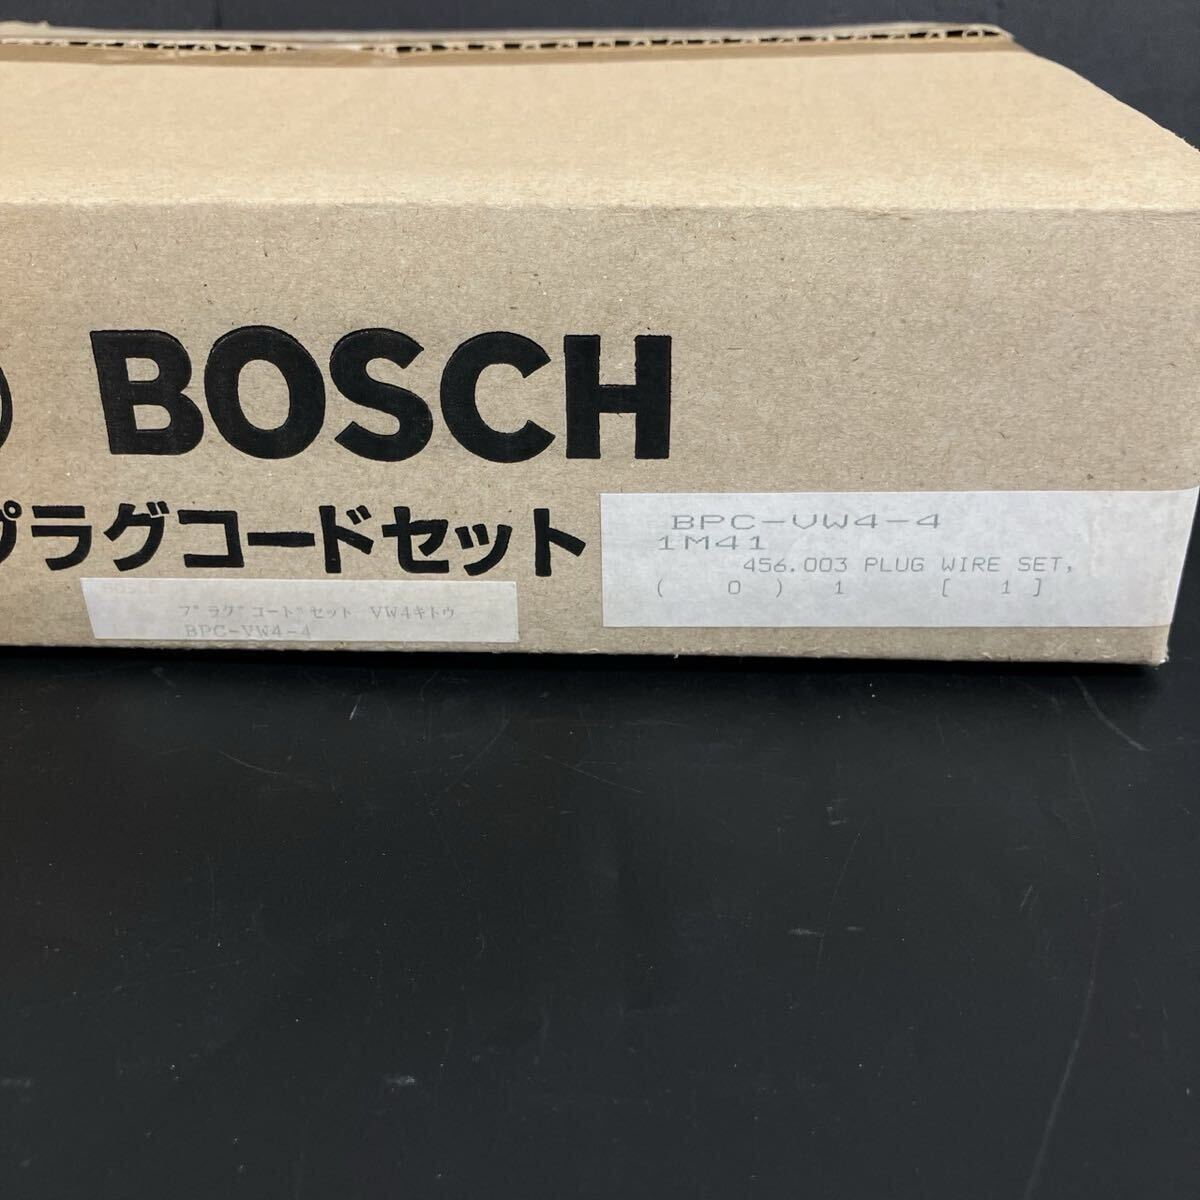 BOSCH
プラグコードセット
BPC-VW4-4
1M41
456.003 PLUG WIRE SET,
( 0 ) 1 [ 1 ]
BOSCH
プラグコードセット VW4キトウ
BPC-VW4-4